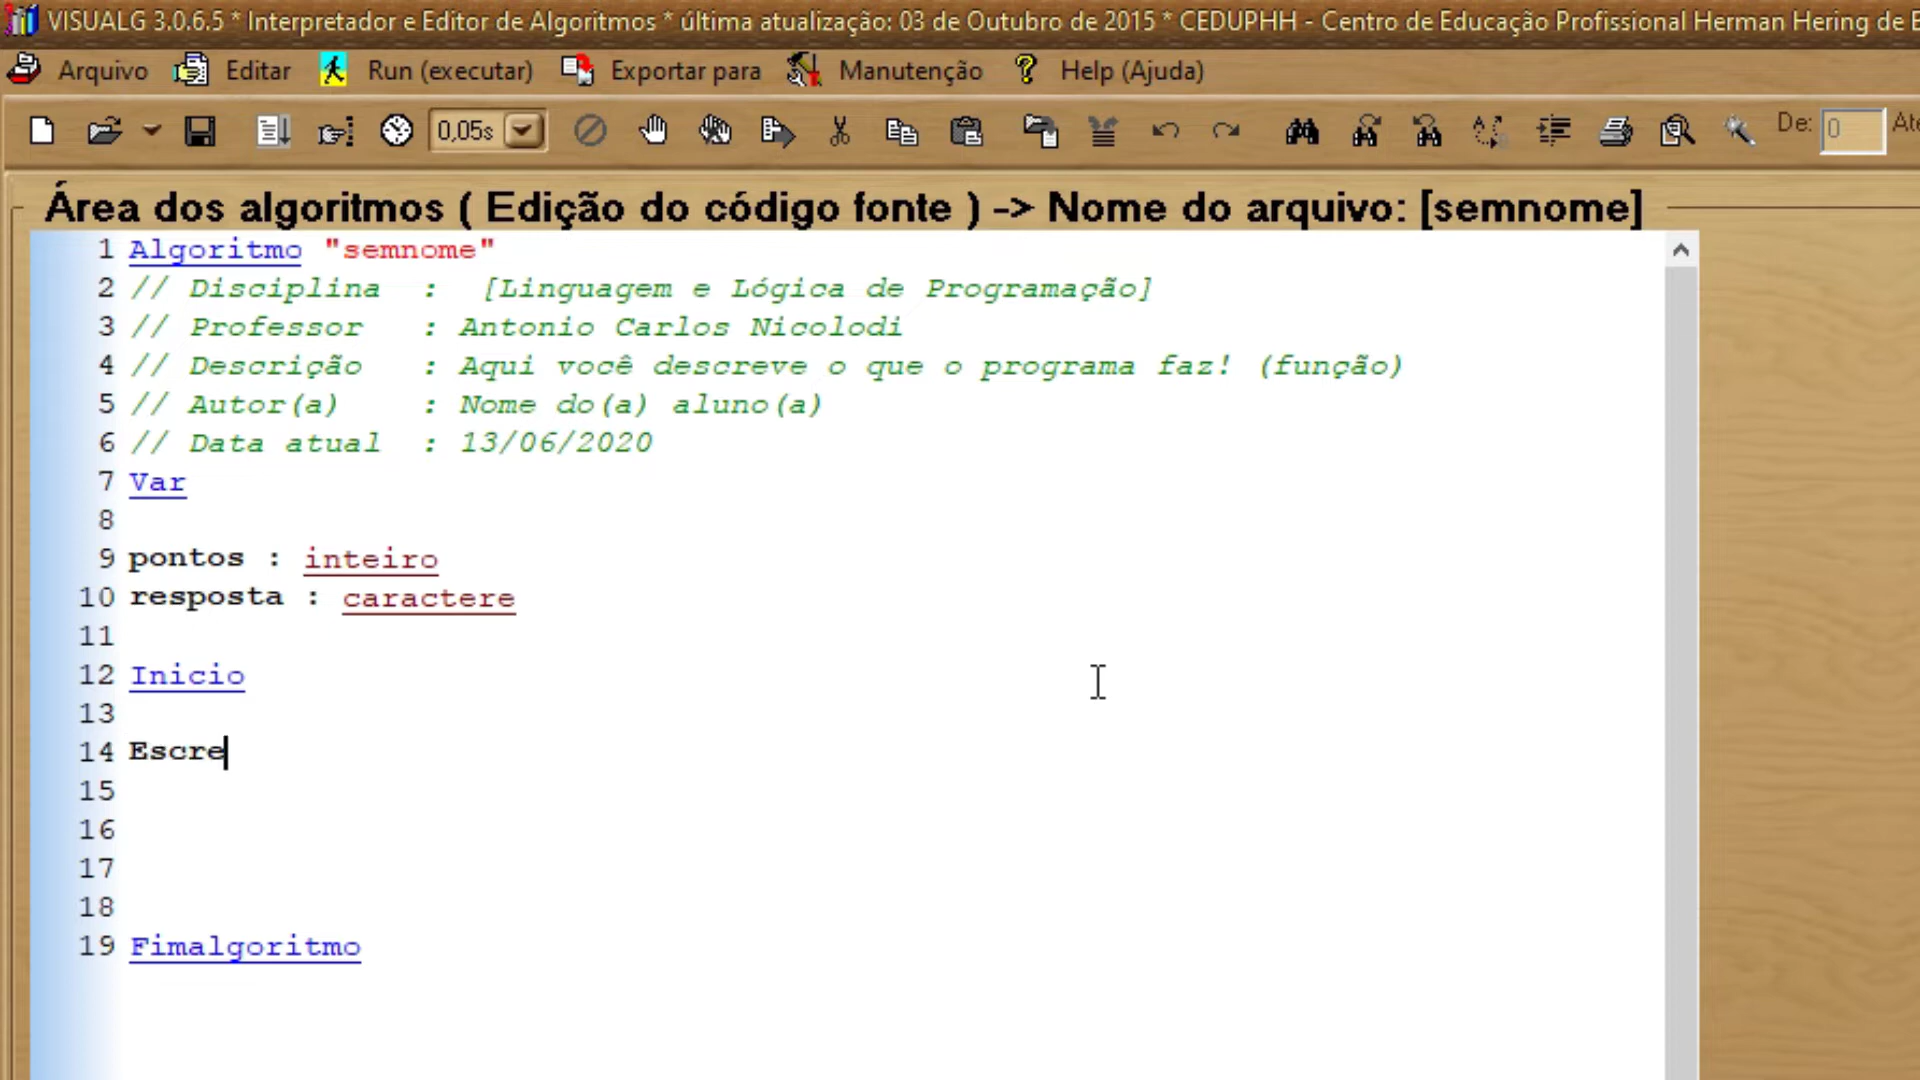 VISUALG 3.0.6.5 * Interpretador e Editor de Algoritmos * última atualização: 03 de Outubro de 2015 * CEDUPHH - Centro de Educação Profissional Herman Hering de
Arquivo Editar Run (executar) Exportar para Manutenção Help (Ajuda)
0,05s De: 0
Área dos algoritmos ( Edição do código fonte ) -> Nome do arquivo: [semnome]
1 Algoritmo "semnome"
2 // Disciplina : [Linguagem e Lógica de Programação]
3 // Professor : Antonio Carlos Nicolodi
4 // Descrição : Aqui você descreve o que o programa faz! (função)
5 // Autor(a) : Nome do(a) aluno(a)
6 // Data atual : 13/06/2020
7 Var
8
9 pontos : inteiro
10 resposta : caractere
11
12 Inicio
13
14 Escre
15
16
17
18
19 Fimalgoritmo